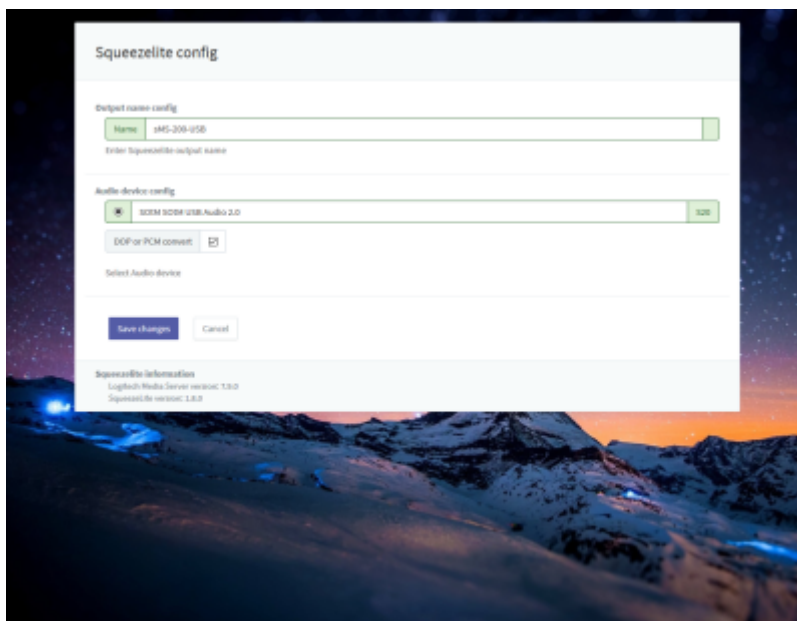 Squeezelite config
Output name config
Name sMS-200-USB
Enter Squeezelite output name
Audio device config
SOtM SOtM USB Audio 2.0
DOP or PCM convert
Select Audio device
Save changes Cancel
Squeezelite information
Logitech Media Server version: 7.9.0
Squeezelite version: 1.8.0